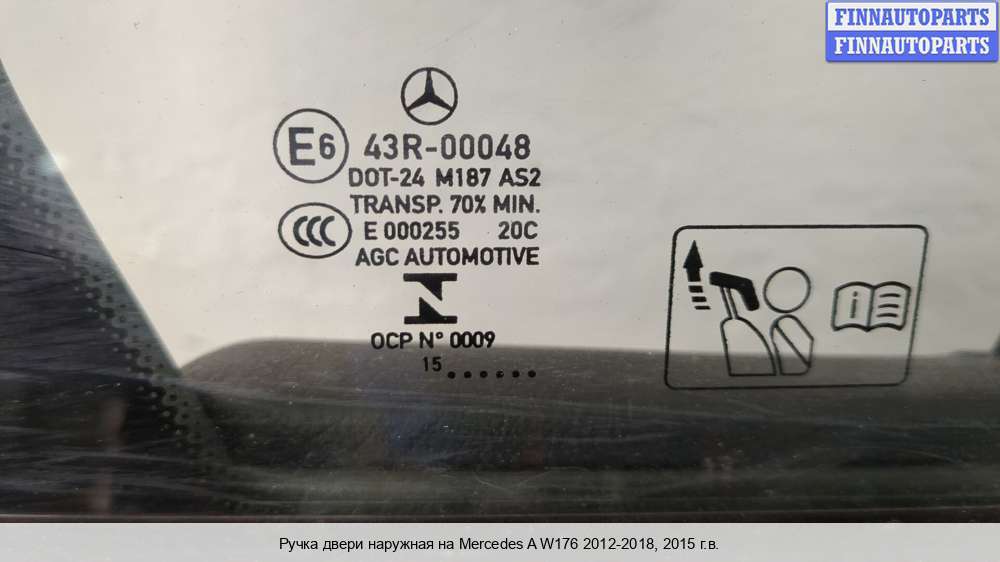 FINNAUTOPARTS
FINNAUTOPARTS
E6 43R-00048
DOT-24 M187 AS2
TRANSP. 70% MIN.
CCC E 000255 20C
AGC AUTOMOTIVE
OCP N° 0009
15 ......
i
Ручка двери наружная на Mercedes A W176 2012-2018, 2015 г.в.